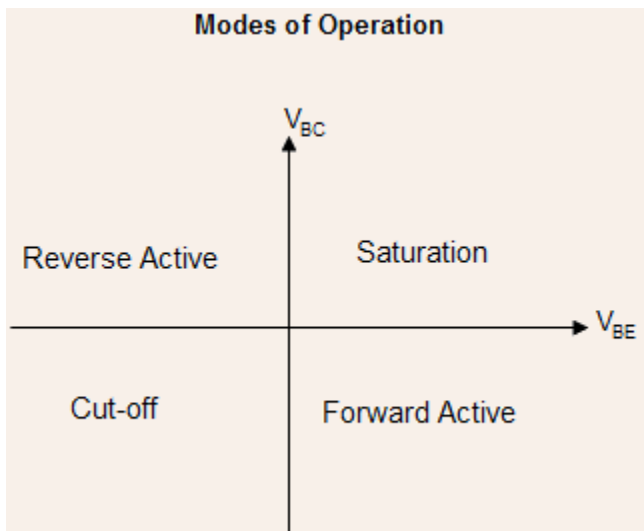 Modes of Operation
V_BC
Reverse Active
Saturation
V_BE
Cut-off
Forward Active